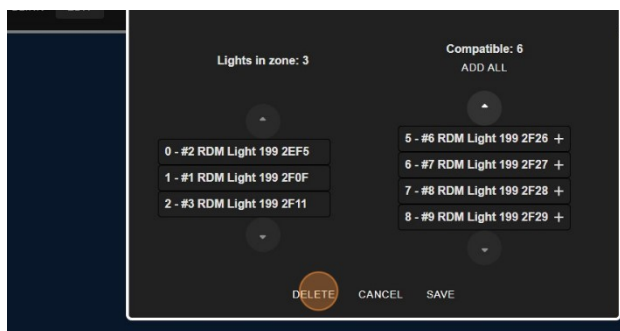 Lights in zone: 3
0 - #2 RDM Light 199 2EF5
1 - #1 RDM Light 199 2F0F
2 - #3 RDM Light 199 2F11
Compatible: 6
ADD ALL
5 - #6 RDM Light 199 2F26 +
6 - #7 RDM Light 199 2F27 +
7 - #8 RDM Light 199 2F28 +
8 - #9 RDM Light 199 2F29 +
DELETE CANCEL SAVE